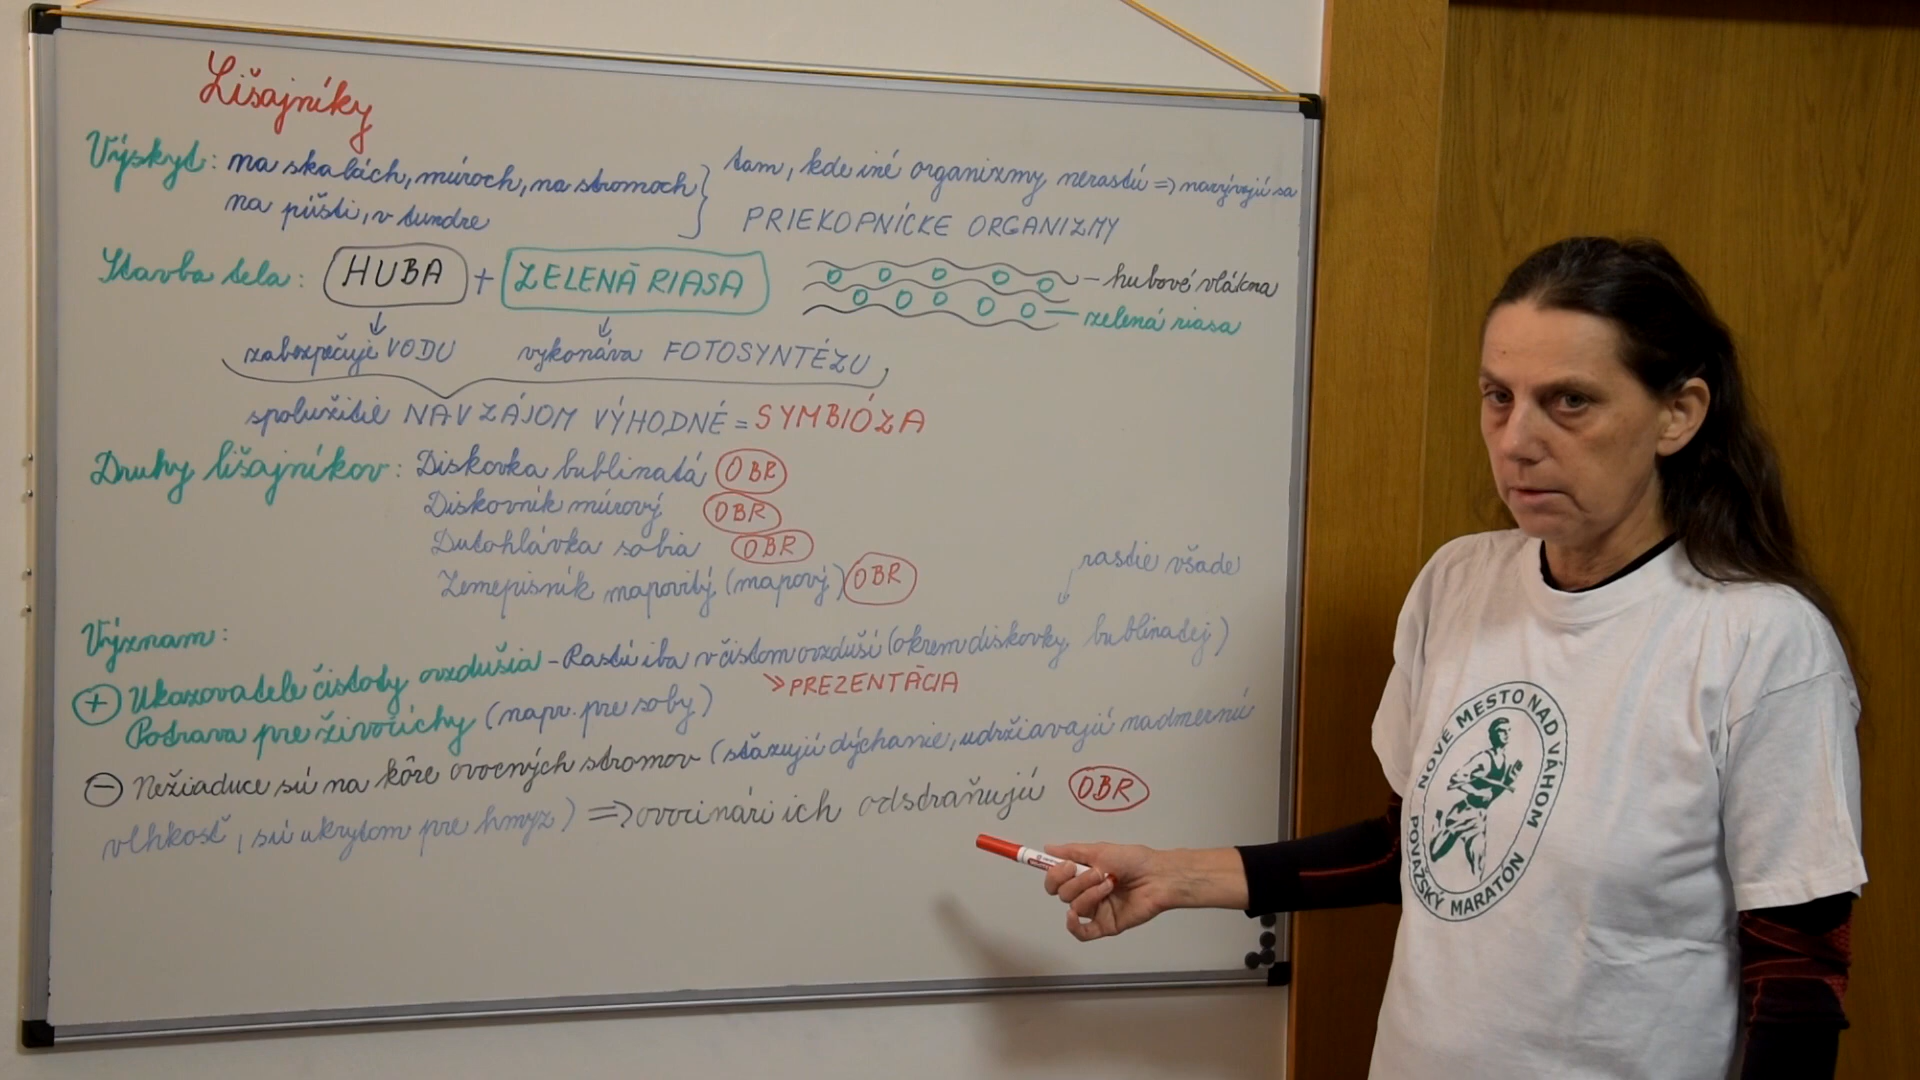 Lišajníky
Výskyt: na skalách, múroch, na stromoch
na púšti, v tundre
tam, kde iné organizmy nerastú => nazývajú sa
PRIEKOPNÍCKE ORGANIZMY
Stavba tela: HUBA + ZELENÁ RIASA
hubové vlákna
zelená riasa
zabezpečuje VODU vykonáva FOTOSYNTÉZU
spolužitie NAVZÁJOM VÝHODNÉ = SYMBIÓZA
Druhy lišajníkov: Diskovka bublinatá OBR
Diskovník múrový OBR
Dutohlávka sobia OBR
Zemepisník mapovitý (mapový) OBR
rastie všade
Význam:
+ Ukazovatele čistoty ovzdušia - Rastú iba v čistom ovzduší (okrem diskovky bublinatej)
PREZENTÁCIA
Potrava pre živočíchy (napr. pre soby)
- Nežiaduce sú na kôre ovocných stromov (sťazujú dýchanie, udržiavajú nadmernú
vlhkosť, sú úkrytom pre hmyz) => ovocinári ich odstraňujú OBR
NOVÉ MESTO NAD VÁHOM
POVAŽSKÝ MARATÓN